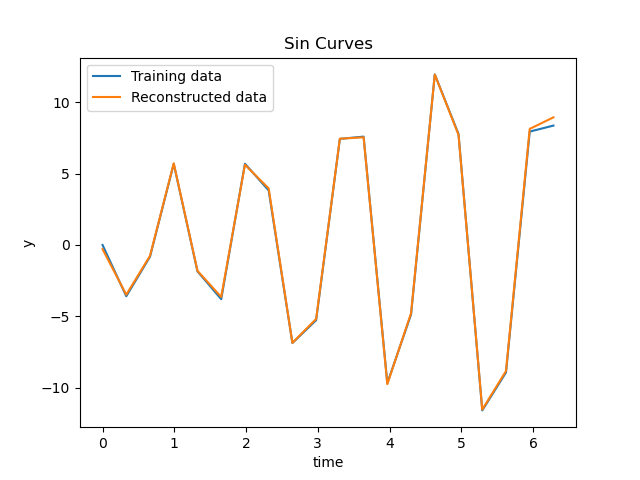 Sin Curves
Training data
Reconstructed data
10
5
0
−5
−10
y
0 1 2 3 4 5 6
time